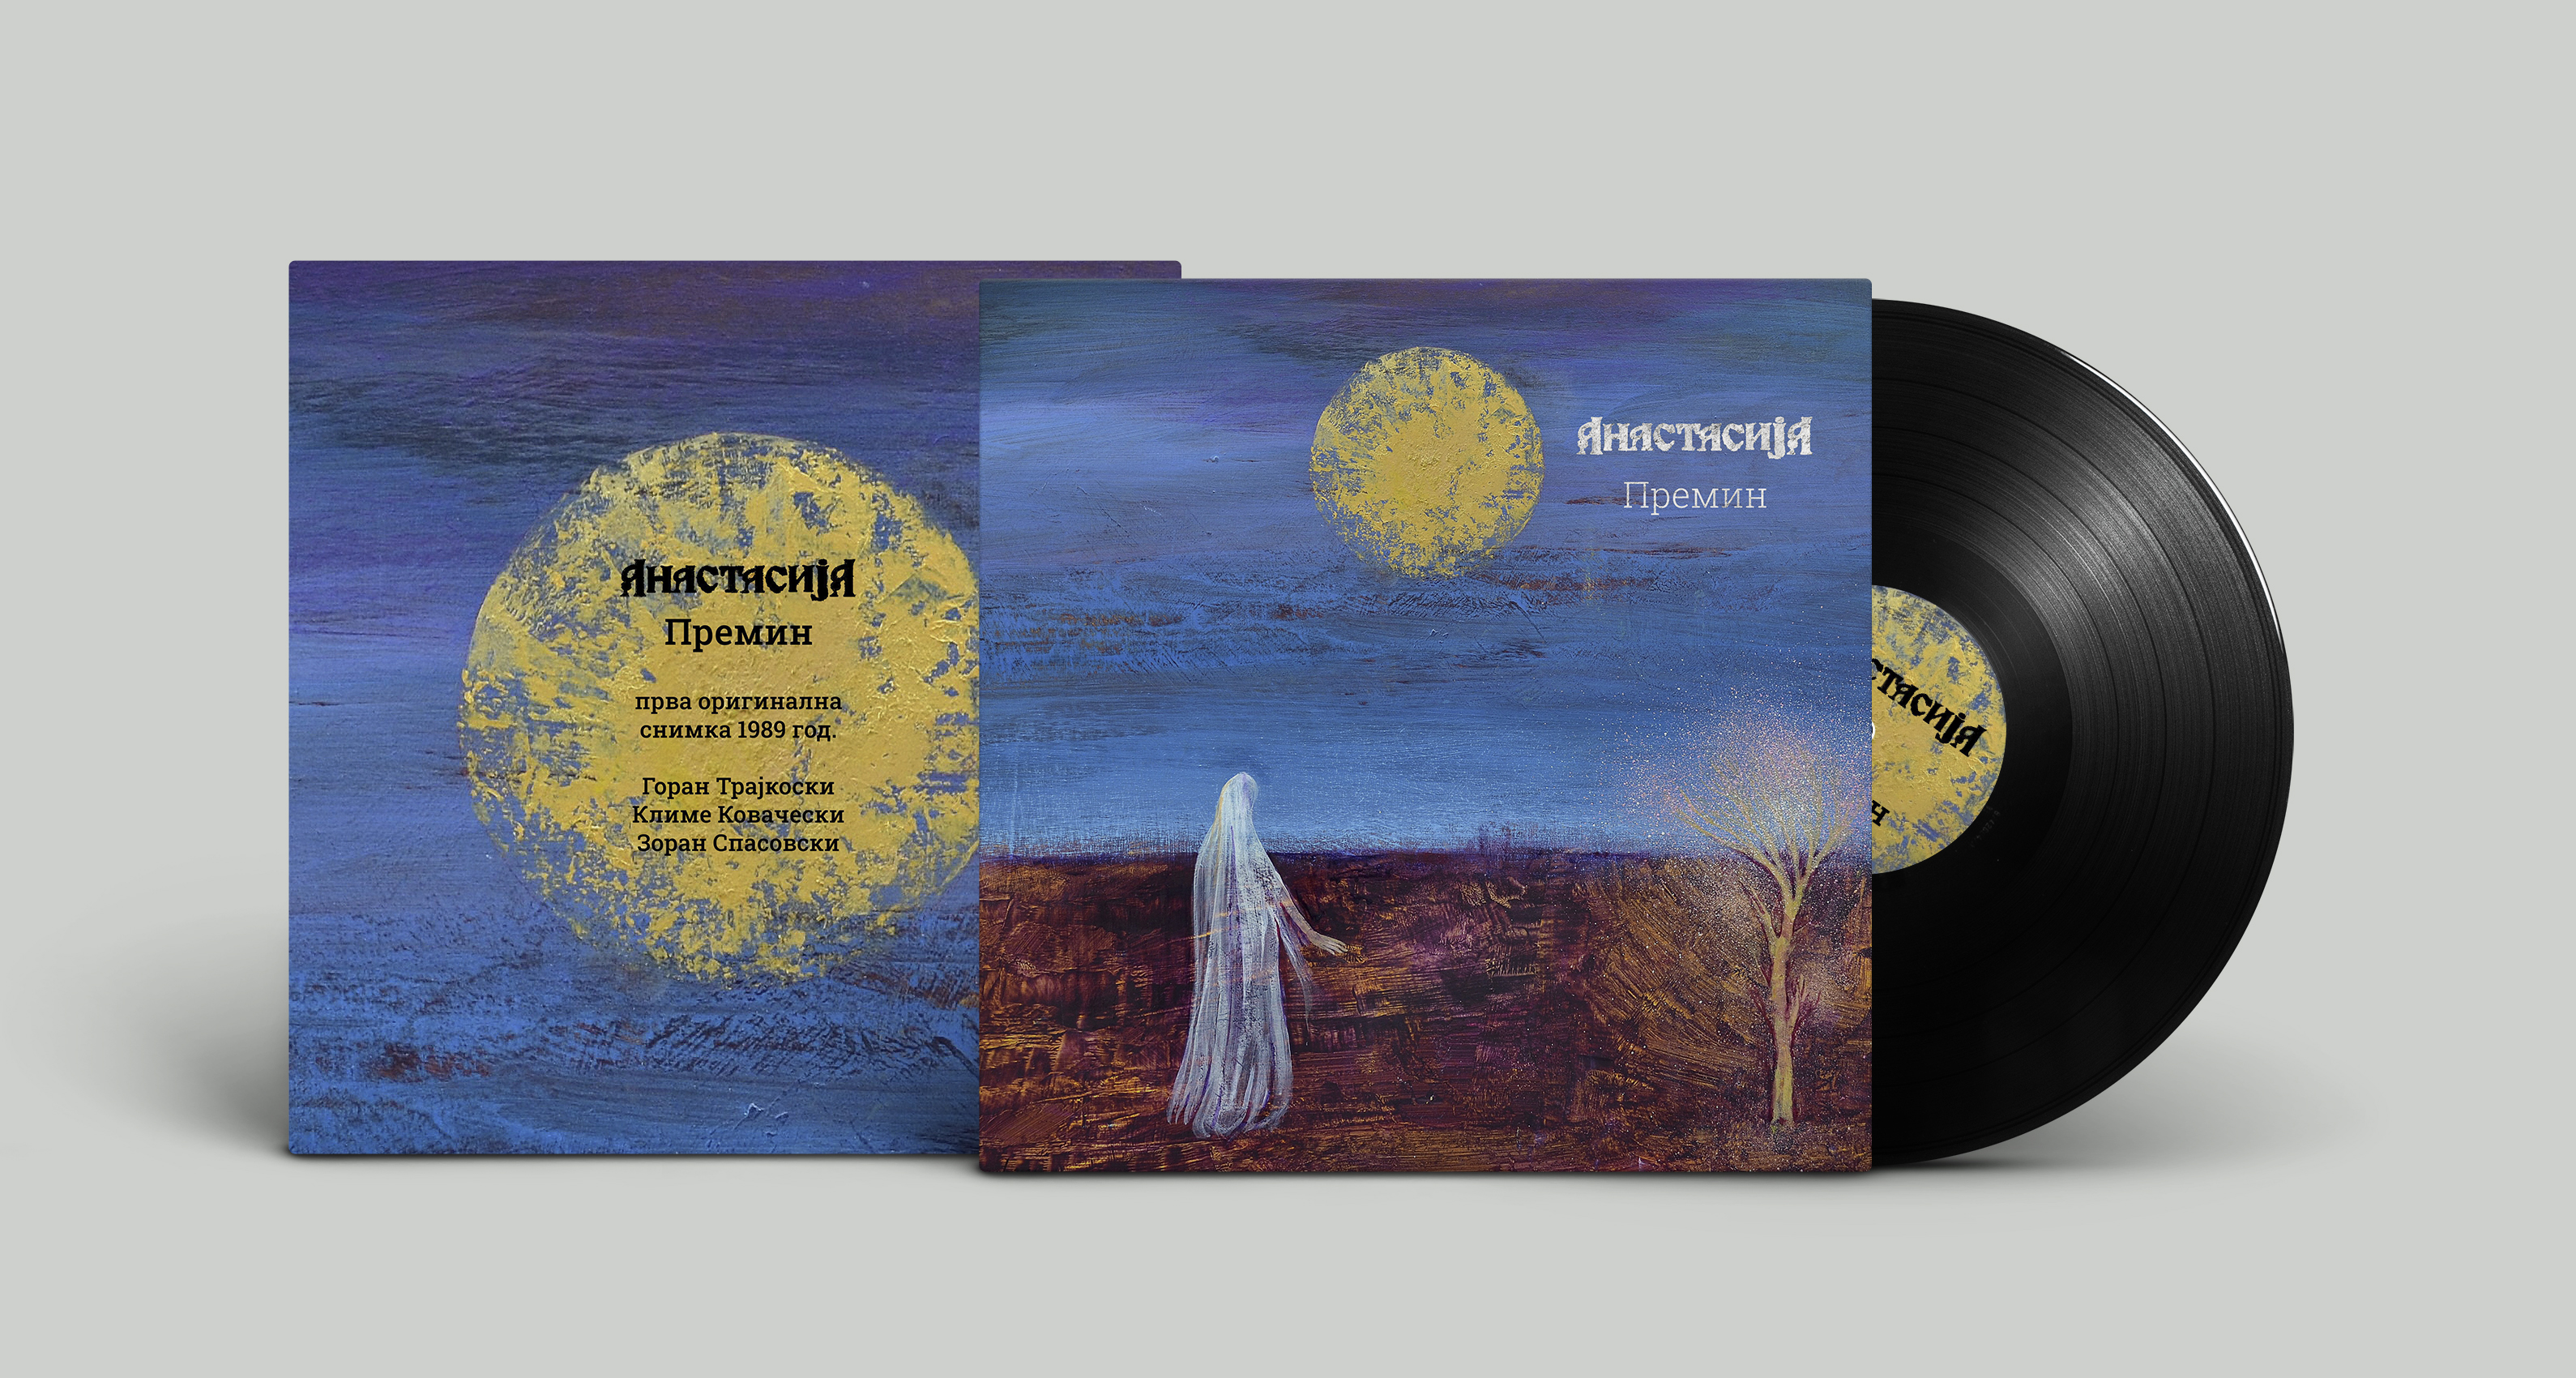 Анастасија
Премин
прва оригинална
снимка 1989 год.
Горан Трајкоски
Климе Ковачески
Зоран Спасовски
Анастасија
Премин
стасија
н